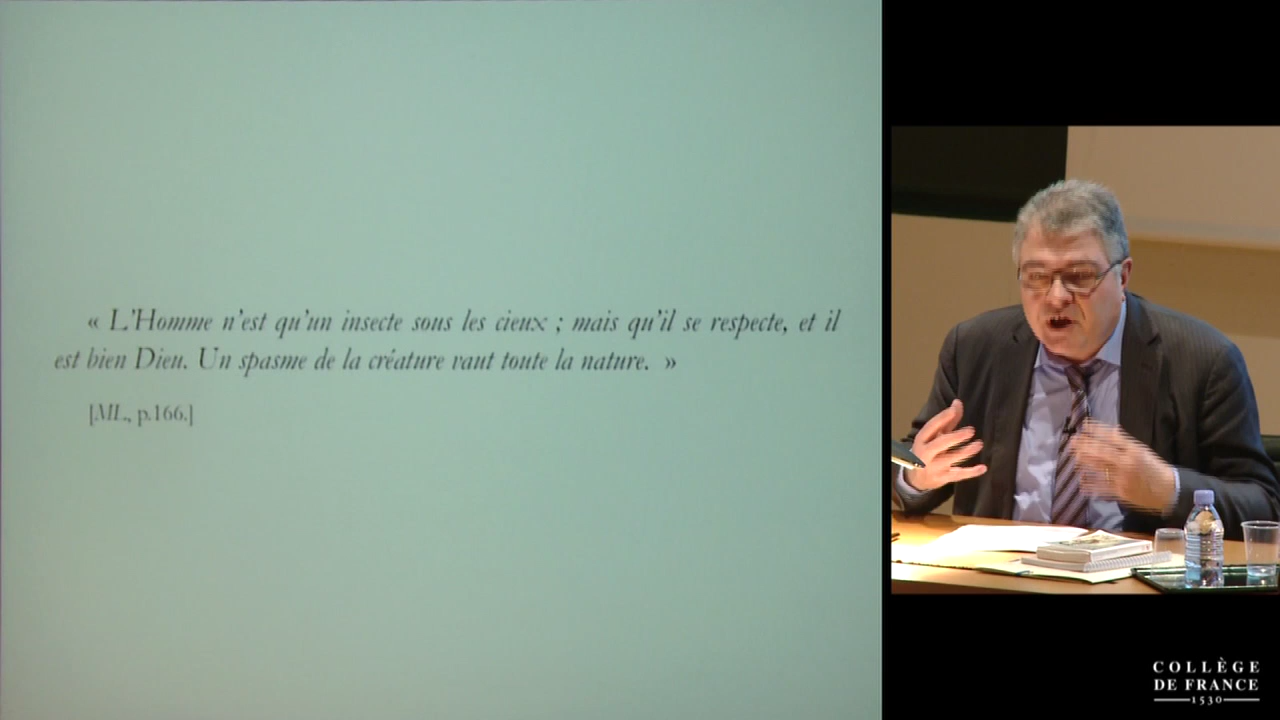 « L'Homme n'est qu'un insecte sous les cieux ; mais qu'il se respecte, et il
est bien Dieu. Un spasme de la créature vaut toute la nature. »
[ML, p.166.]
COLLÈGE
DE FRANCE
1530